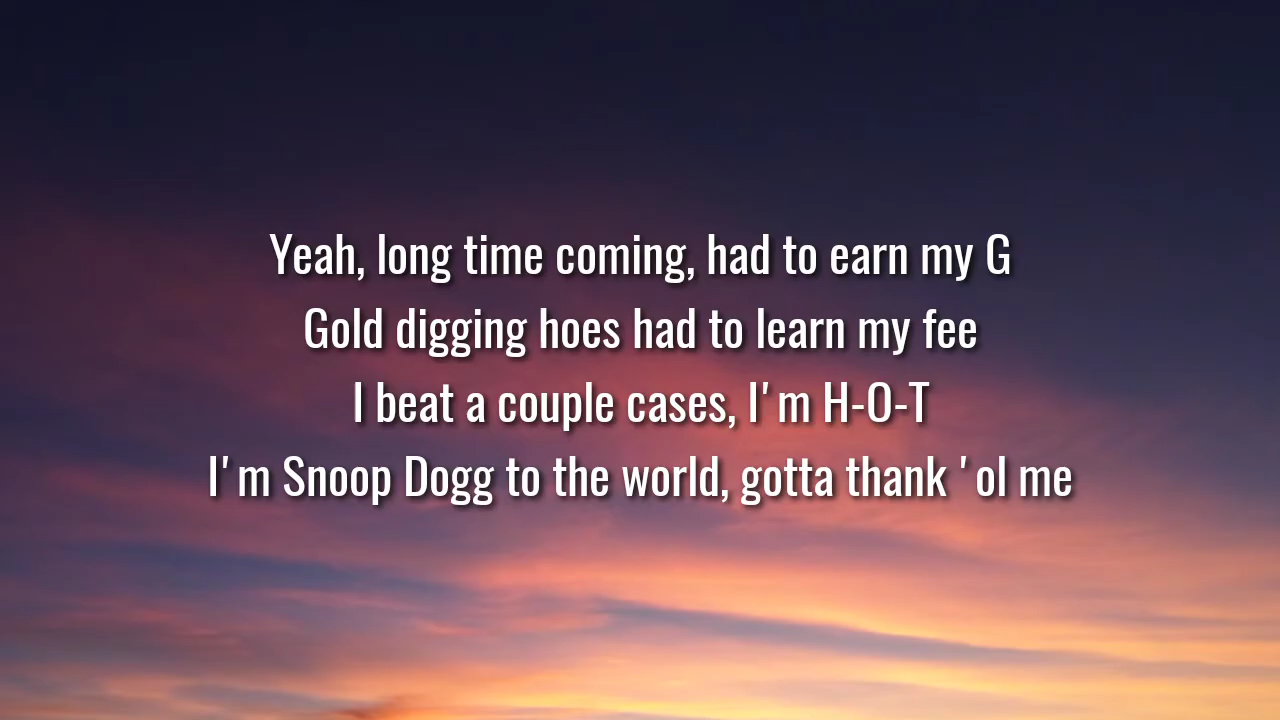 Yeah, long time coming, had to earn my G
Gold digging hoes had to learn my fee
I beat a couple cases, I'm H-O-T
I'm Snoop Dogg to the world, gotta thank 'ol me